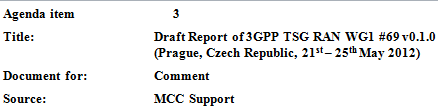 Agenda item 3
Title: Draft Report of 3GPP TSG RAN WG1 #69 v0.1.0
(Prague, Czech Republic, 21st – 25th May 2012)
Document for: Comment
Source: MCC Support